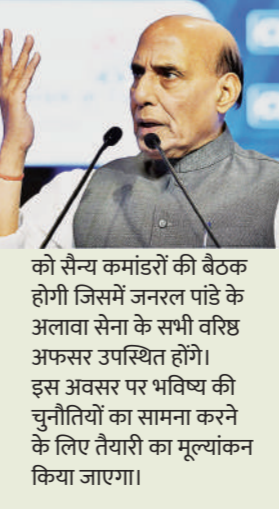 को सैन्य कमांडरों की बैठक
होगी जिसमें जनरल पांडे के
अलावा सेना के सभी वरिष्ठ
अफसर उपस्थित होंगे।
इस अवसर पर भविष्य की
चुनौतियों का सामना करने
के लिए तैयारी का मूल्यांकन
किया जाएगा।